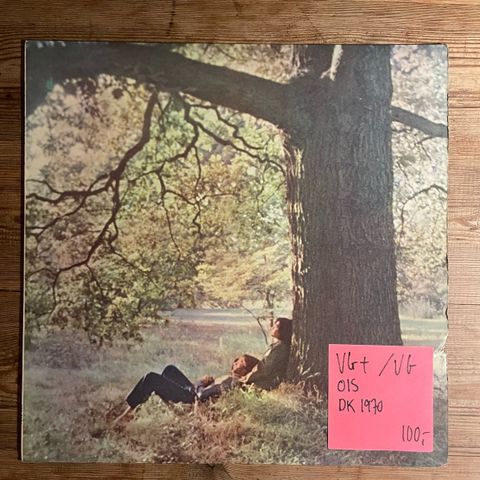 VG+ /VG
OIS
DK 1970
100,-